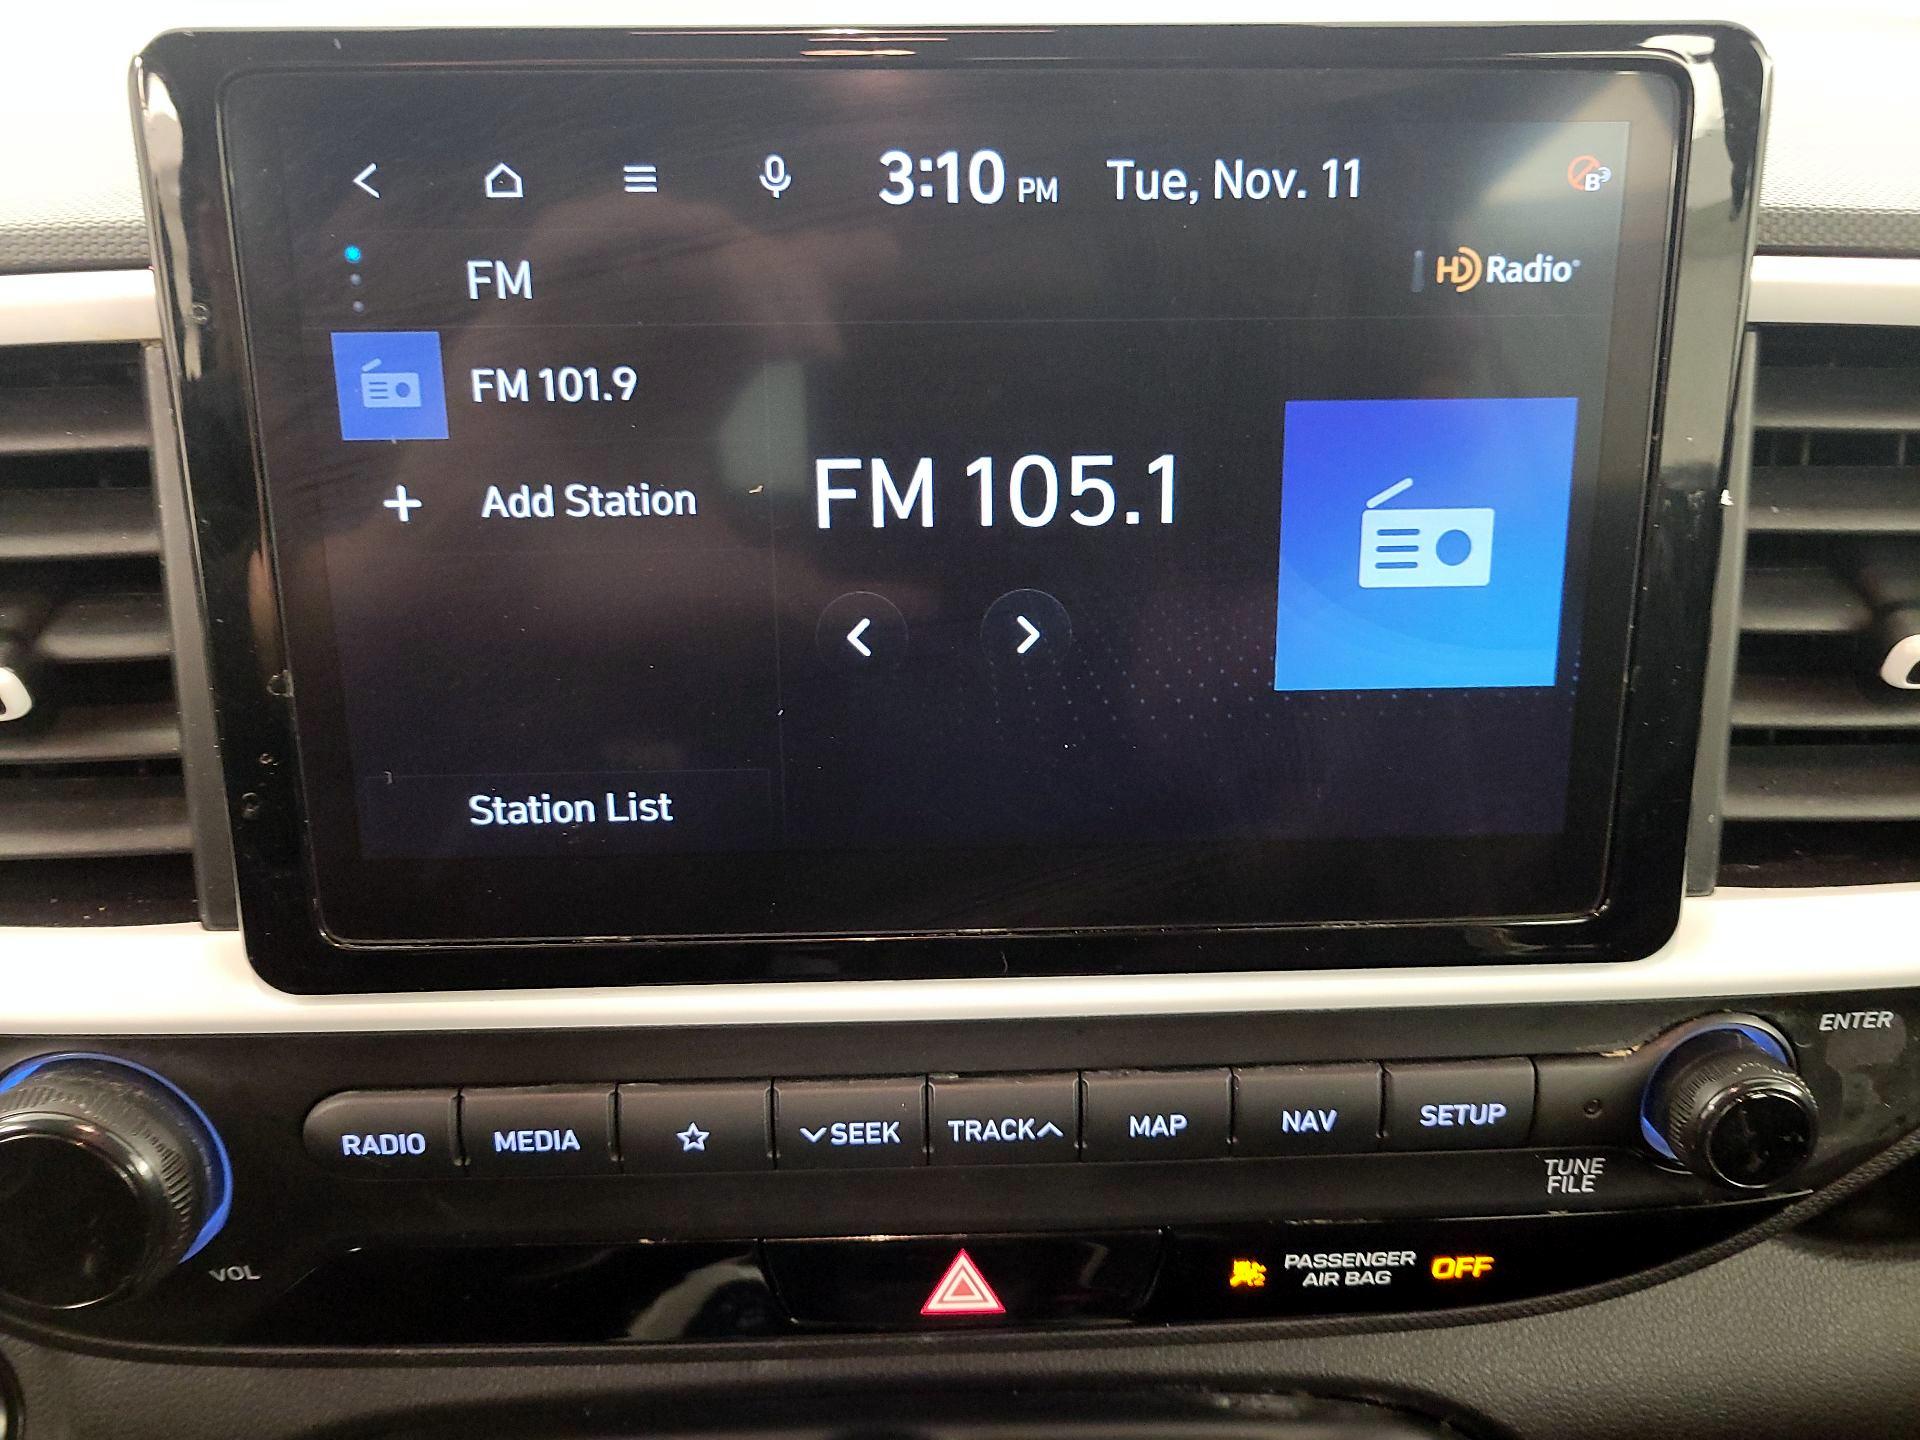 3:10 PM Tue, Nov. 11
FM
HD Radio
FM 101.9
Add Station
FM 105.1
Station List
ENTER
RADIO
MEDIA
SEEK
TRACK
MAP
NAV
SETUP
TUNE
FILE
VOL
PASSENGER
AIR BAG
OFF